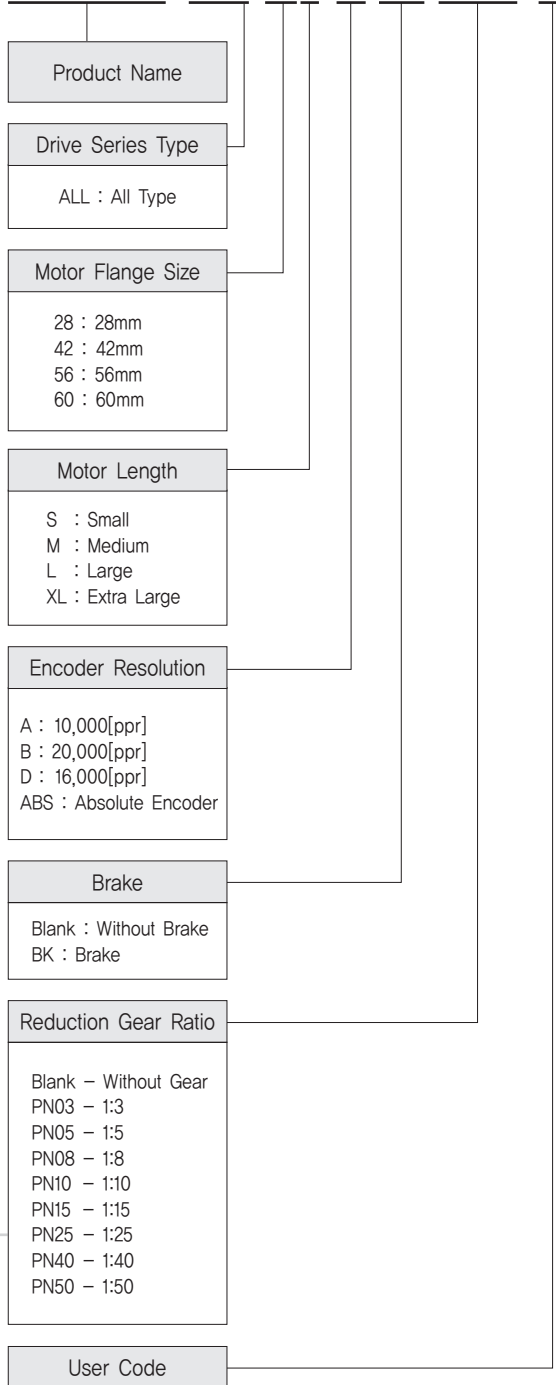 Product Name
Drive Series Type
ALL : All Type
Motor Flange Size
28 : 28mm
42 : 42mm
56 : 56mm
60 : 60mm
Motor Length
S : Small
M : Medium
L : Large
XL : Extra Large
Encoder Resolution
A : 10,000[ppr]
B : 20,000[ppr]
D : 16,000[ppr]
ABS : Absolute Encoder
Brake
Blank : Without Brake
BK : Brake
Reduction Gear Ratio
Blank − Without Gear
PN03 − 1:3
PN05 − 1:5
PN08 − 1:8
PN10 − 1:10
PN15 − 1:15
PN25 − 1:25
PN40 − 1:40
PN50 − 1:50
User Code